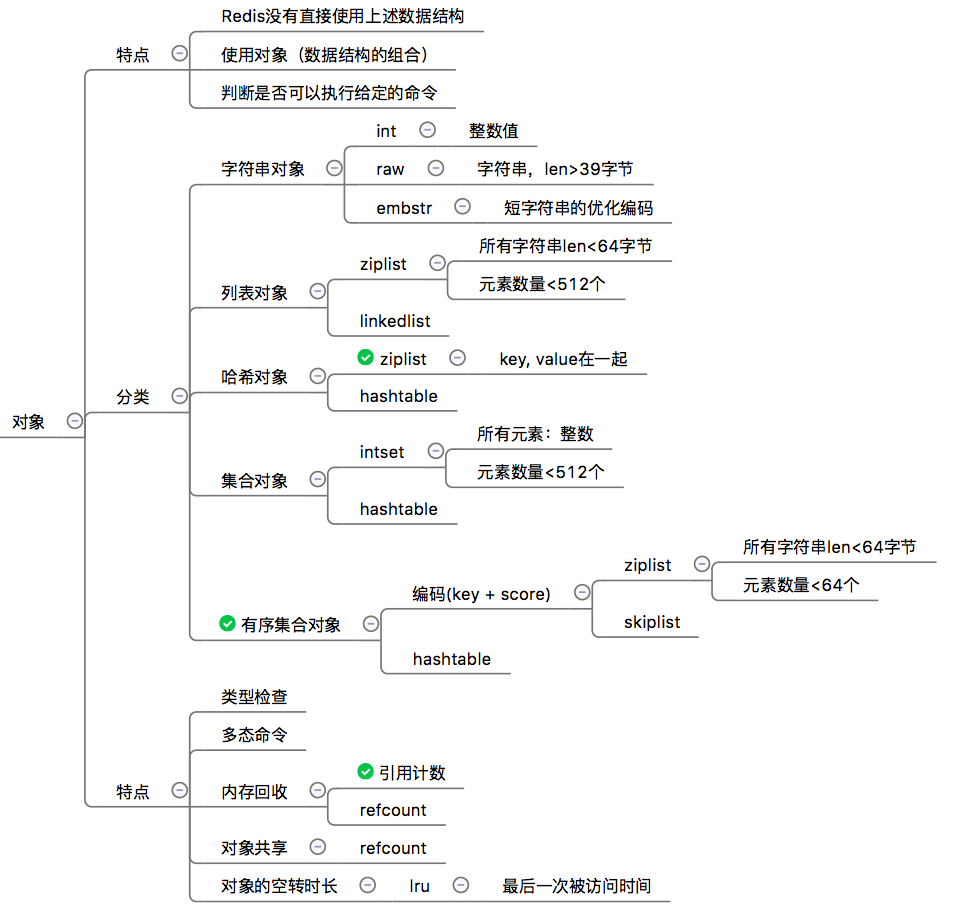 对象
特点
Redis没有直接使用上述数据结构
使用对象（数据结构的组合）
判断是否可以执行给定的命令
分类
字符串对象
int
整数值
raw
字符串，len>39字节
embstr
短字符串的优化编码
列表对象
ziplist
所有字符串len<64字节
元素数量<512个
linkedlist
哈希对象
ziplist
key, value在一起
hashtable
集合对象
intset
所有元素：整数
元素数量<512个
hashtable
有序集合对象
编码(key + score)
ziplist
所有字符串len<64字节
元素数量<64个
skiplist
hashtable
特点
类型检查
多态命令
内存回收
引用计数
refcount
对象共享
refcount
对象的空转时长
lru
最后一次被访问时间